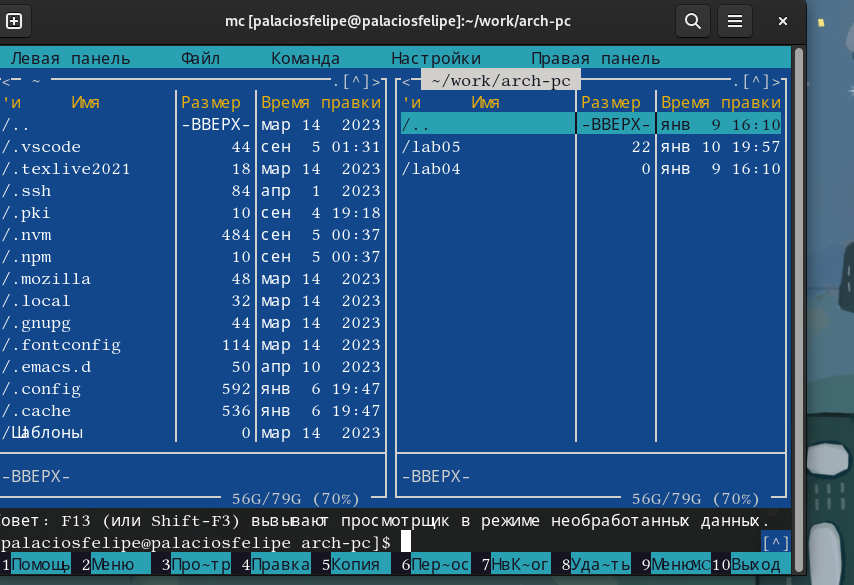 mc [palaciosfelipe@palaciosfelipe]:~/work/arch-pc
Левая панель Файл Команда Настройки Правая панель
<- ~ .[^]>
'и Имя Размер Время правки
/.. -ВВЕРХ- мар 14 2023
/.vscode 44 сен 5 01:31
/.texlive2021 18 мар 14 2023
/.ssh 84 апр 1 2023
/.pki 10 сен 4 19:18
/.nvm 484 сен 5 00:37
/.npm 10 сен 5 00:37
/.mozilla 48 мар 14 2023
/.local 32 мар 14 2023
/.gnupg 44 мар 14 2023
/.fontconfig 114 мар 14 2023
/.emacs.d 50 апр 10 2023
/.config 592 янв 6 19:47
/.cache 536 янв 6 19:47
/Шаблоны 0 мар 14 2023
-ВВЕРХ-
56G/79G (70%)
<- ~/work/arch-pc .[^]>
'и Имя Размер Время правки
/.. -ВВЕРХ- янв 9 16:10
/lab05 22 янв 10 19:57
/lab04 0 янв 9 16:10
-ВВЕРХ-
56G/79G (70%)
овет: F13 (или Shift-F3) вызывают просмотрщик в режиме необработанных данных.
palaciosfelipe@palaciosfelipe arch-pc]$ [^]
1Помощь 2Меню 3Про~тр 4Правка 5Копия 6Пер~ос 7НвК~ог 8Уда~ть 9МенюMC 10Выход